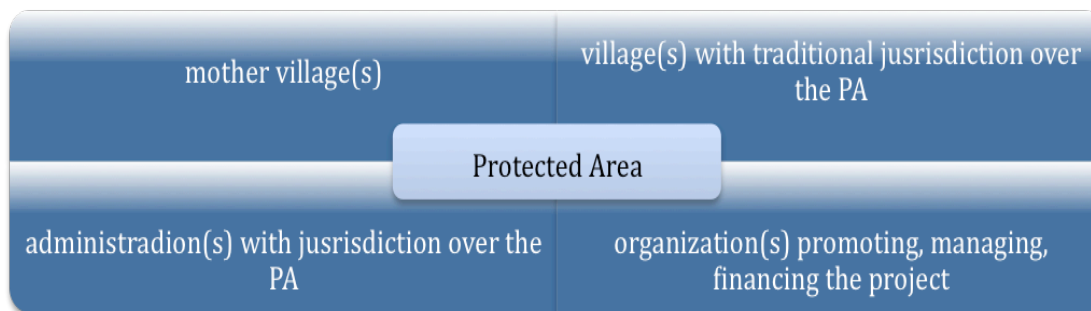 mother village(s)
village(s) with traditional jusrisdiction over
the PA
Protected Area
administradion(s) with jusrisdiction over the
PA
organization(s) promoting, managing,
financing the project